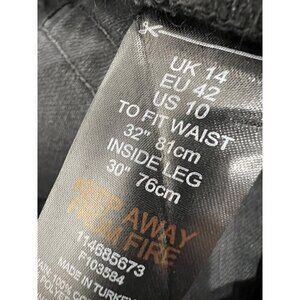 UK 14
EU 42
US 10
TO FIT WAIST
32" 81cm
INSIDE LEG
30" 76cm
KEEP AWAY
FROM FIRE
114685673
F103584
MADE IN TURKEY